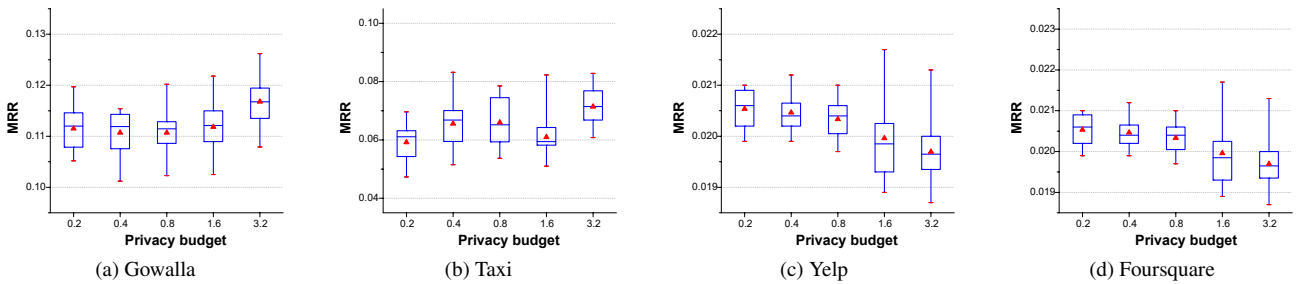 0.13
0.12
0.11
0.10
MRR
0.2 0.4 0.8 1.6 3.2
Privacy budget
(a) Gowalla
0.10
0.08
0.06
0.04
MRR
0.2 0.4 0.8 1.6 3.2
Privacy budget
(b) Taxi
0.022
0.021
0.020
0.019
MRR
0.2 0.4 0.8 1.6 3.2
Privacy budget
(c) Yelp
0.023
0.022
0.021
0.020
0.019
MRR
0.2 0.4 0.8 1.6 3.2
Privacy budget
(d) Foursquare